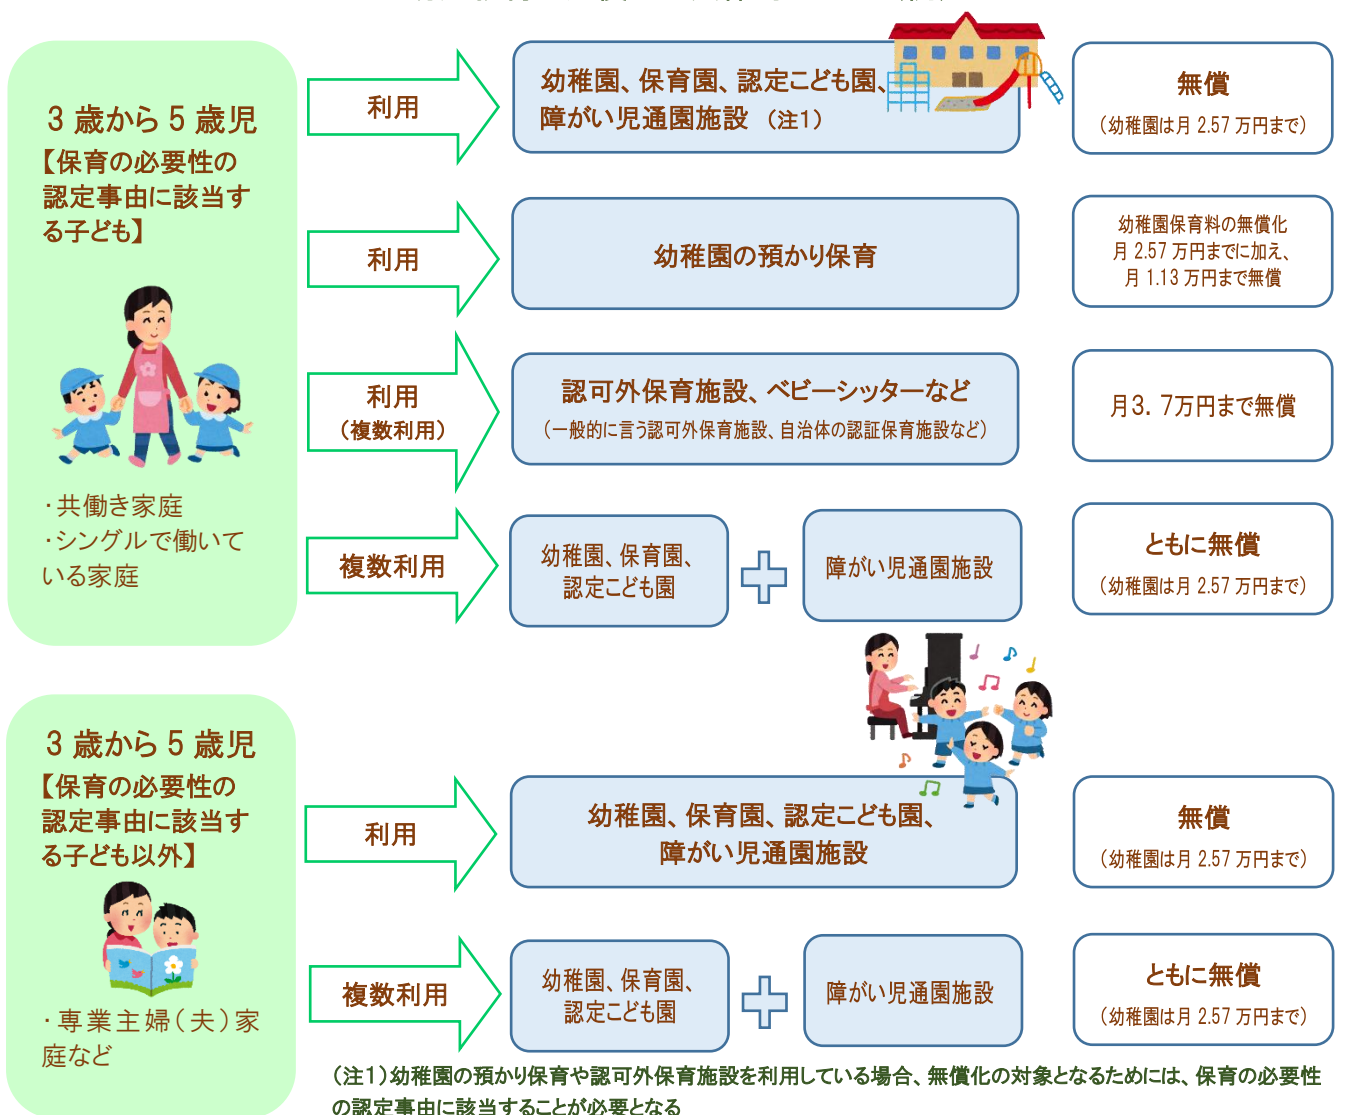 3歳から5歳児
【保育の必要性の
認定事由に該当す
る子ども】
・共働き家庭
・シングルで働いて
いる家庭
利用
幼稚園、保育園、認定こども園、
障がい児通園施設 （注1）
無償
（幼稚園は月 2.57 万円まで）
利用
幼稚園の預かり保育
幼稚園保育料の無償化
月 2.57 万円までに加え、
月 1.13 万円まで無償
利用
（複数利用）
認可外保育施設、ベビーシッターなど
（一般的に言う認可外保育施設、自治体の認証保育施設など）
月3．7万円まで無償
複数利用
幼稚園、保育園、
認定こども園
障がい児通園施設
ともに無償
（幼稚園は月 2.57 万円まで）
3歳から5歳児
【保育の必要性の
認定事由に該当す
る子ども以外】
・専業主婦（夫）家
庭など
利用
幼稚園、保育園、認定こども園、
障がい児通園施設
無償
（幼稚園は月 2.57 万円まで）
複数利用
幼稚園、保育園、
認定こども園
障がい児通園施設
ともに無償
（幼稚園は月 2.57 万円まで）
（注1）幼稚園の預かり保育や認可外保育施設を利用している場合、無償化の対象となるためには、保育の必要性
の認定事由に該当することが必要となる